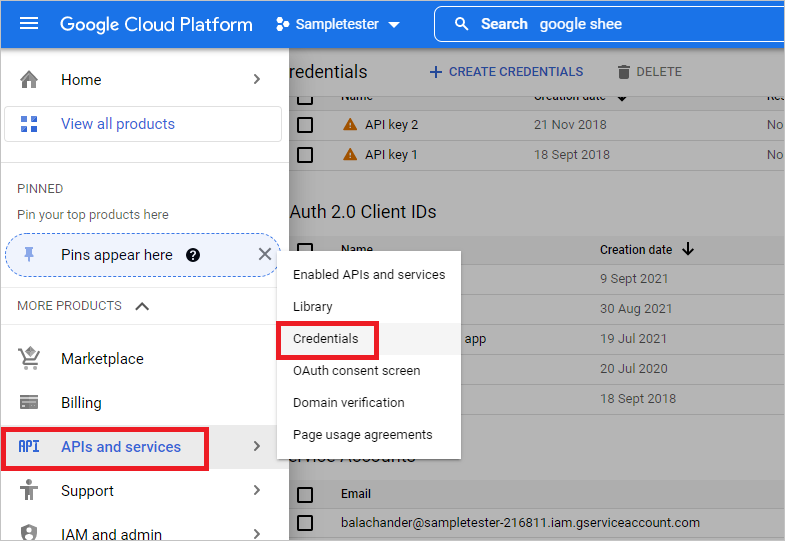 Google Cloud Platform Sampletester Search google shee
Home
View all products
PINNED
Pin your top products here
Pins appear here
MORE PRODUCTS
Marketplace
Billing
API APIs and services
Support
IAM and admin
Enabled APIs and services
Library
Credentials
OAuth consent screen
Domain verification
Page usage agreements
redentials + CREATE CREDENTIALS DELETE
Name Creation date
API key 2 21 Nov 2018 No
API key 1 18 Sept 2018 No
Auth 2.0 Client IDs
Name Creation date
9 Sept 2021
30 Aug 2021
app 19 Jul 2021
20 Jul 2020
18 Sept 2018
ervice Accounts
Email
balachander@sampletester-216811.iam.gserviceaccount.com